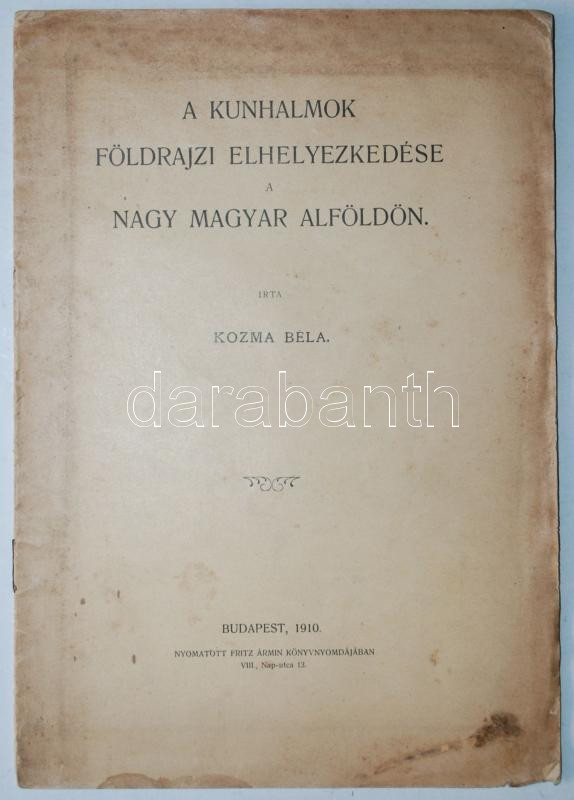 A KUNHALMOK
FÖLDRAJZI ELHELYEZKEDÉSE
A
NAGY MAGYAR ALFÖLDÖN.
IRTA
KOZMA BÉLA.
darabanth
BUDAPEST, 1910.
NYOMATOTT FRITZ ÁRMIN KÖNYVNYOMDÁJÁBAN
VIII., Nap-utca 13.